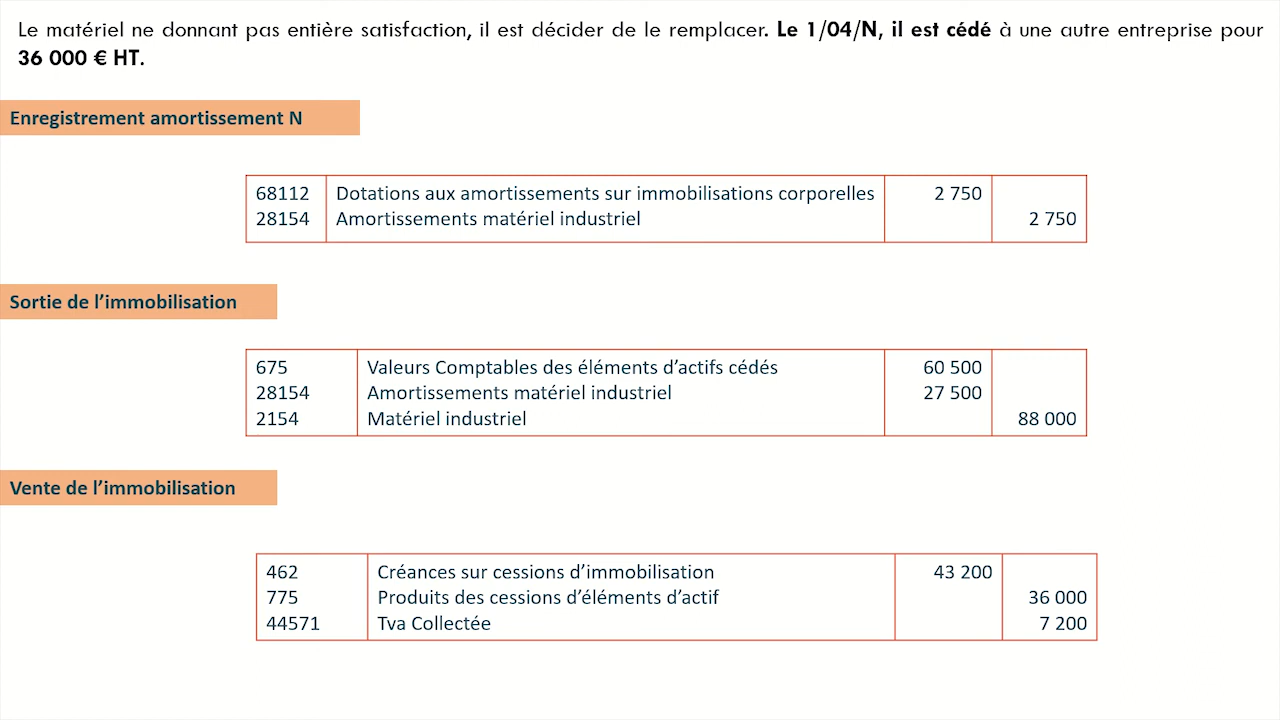 Le matériel ne donnant pas entière satisfaction, il est décider de le remplacer. Le 1/04/N, il est cédé à une autre entreprise pour
36 000 € HT.
Enregistrement amortissement N
68112 Dotations aux amortissements sur immobilisations corporelles 2 750
28154 Amortissements matériel industriel 2 750
Sortie de l’immobilisation
675 Valeurs Comptables des éléments d’actifs cédés 60 500
28154 Amortissements matériel industriel 27 500
2154 Matériel industriel 88 000
Vente de l’immobilisation
462 Créances sur cessions d’immobilisation 43 200
775 Produits des cessions d’éléments d’actif 36 000
44571 Tva Collectée 7 200